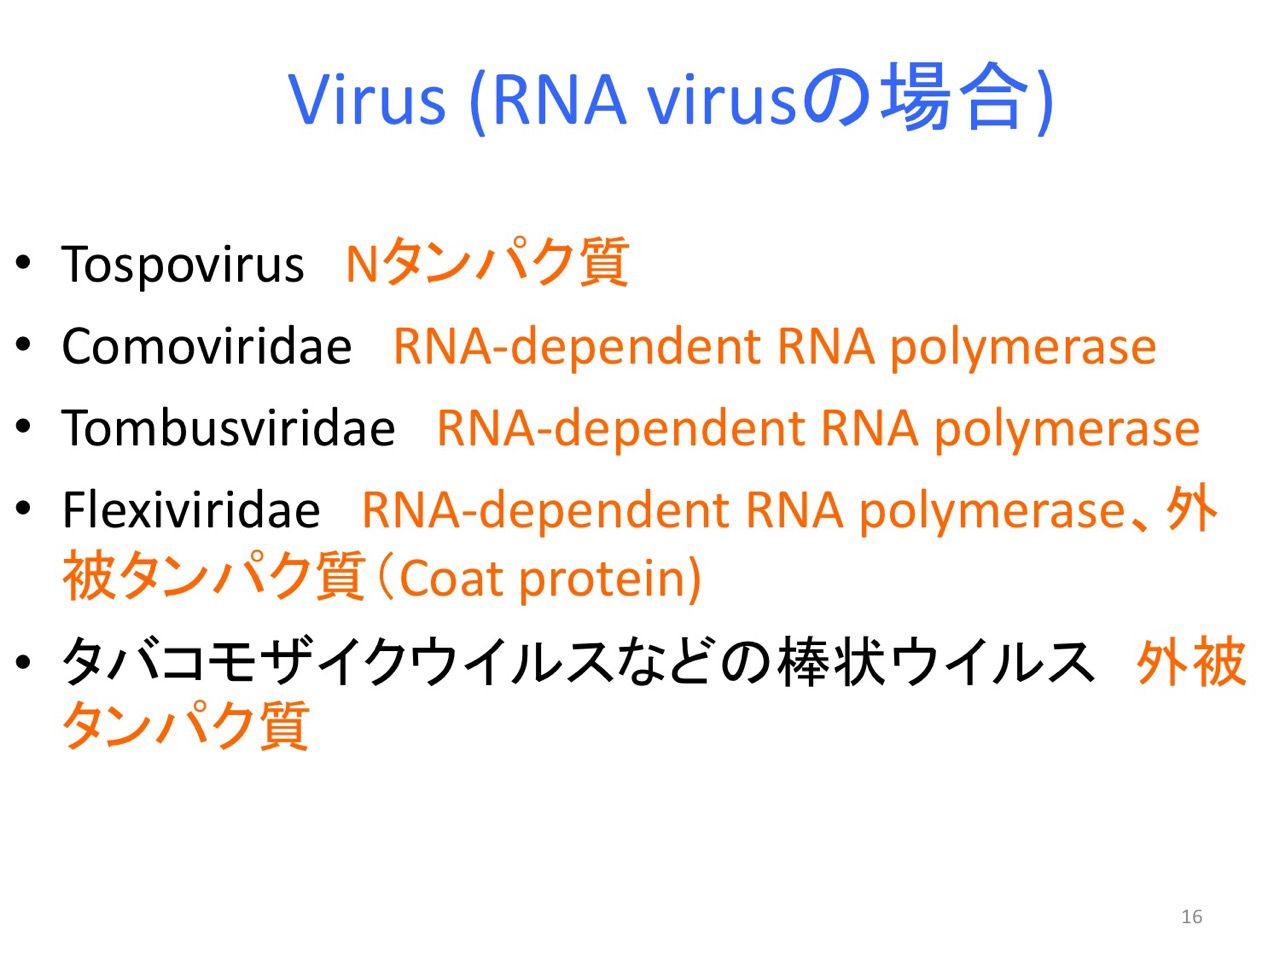 Virus (RNA virusの場合)
• Tospovirus　Nタンパク質
• Comoviridae　RNA-dependent RNA polymerase
• Tombusviridae　RNA-dependent RNA polymerase
• Flexiviridae　RNA-dependent RNA polymerase、外
被タンパク質（Coat protein)
• タバコモザイクウイルスなどの棒状ウイルス　外被
タンパク質
16